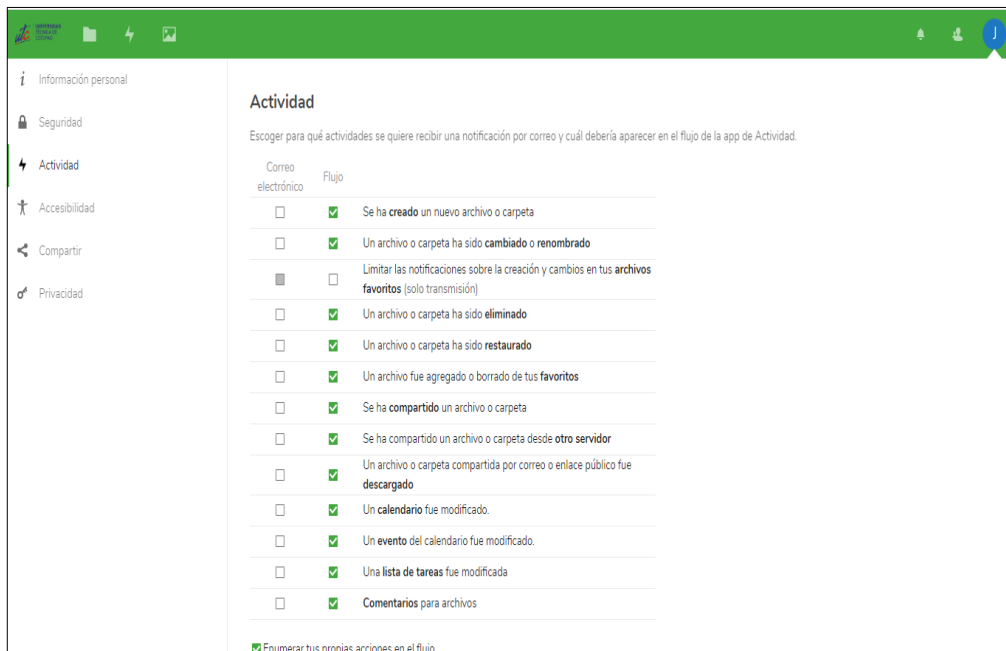 utc UNIVERSIDAD
TÉCNICA DE
COTOPAXI
J
Información personal
Seguridad
Actividad
Accesibilidad
Compartir
Privacidad
Actividad
Escoger para qué actividades se quiere recibir una notificación por correo y cuál debería aparecer en el flujo de la app de Actividad.
Correo
electrónico
Flujo
Se ha creado un nuevo archivo o carpeta
Un archivo o carpeta ha sido cambiado o renombrado
Limitar las notificaciones sobre la creación y cambios en tus archivos
favoritos (solo transmisión)
Un archivo o carpeta ha sido eliminado
Un archivo o carpeta ha sido restaurado
Un archivo fue agregado o borrado de tus favoritos
Se ha compartido un archivo o carpeta
Se ha compartido un archivo o carpeta desde otro servidor
Un archivo o carpeta compartida por correo o enlace público fue
descargado
Un calendario fue modificado.
Un evento del calendario fue modificado.
Una lista de tareas fue modificada
Comentarios para archivos
Enumerar tus propias acciones en el flujo